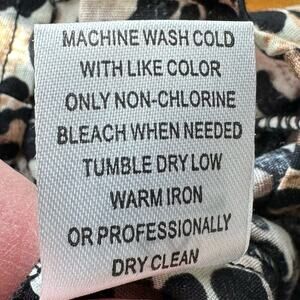 MACHINE WASH COLD
WITH LIKE COLOR
ONLY NON-CHLORINE
BLEACH WHEN NEEDED
TUMBLE DRY LOW
WARM IRON
OR PROFESSIONALLY
DRY CLEAN